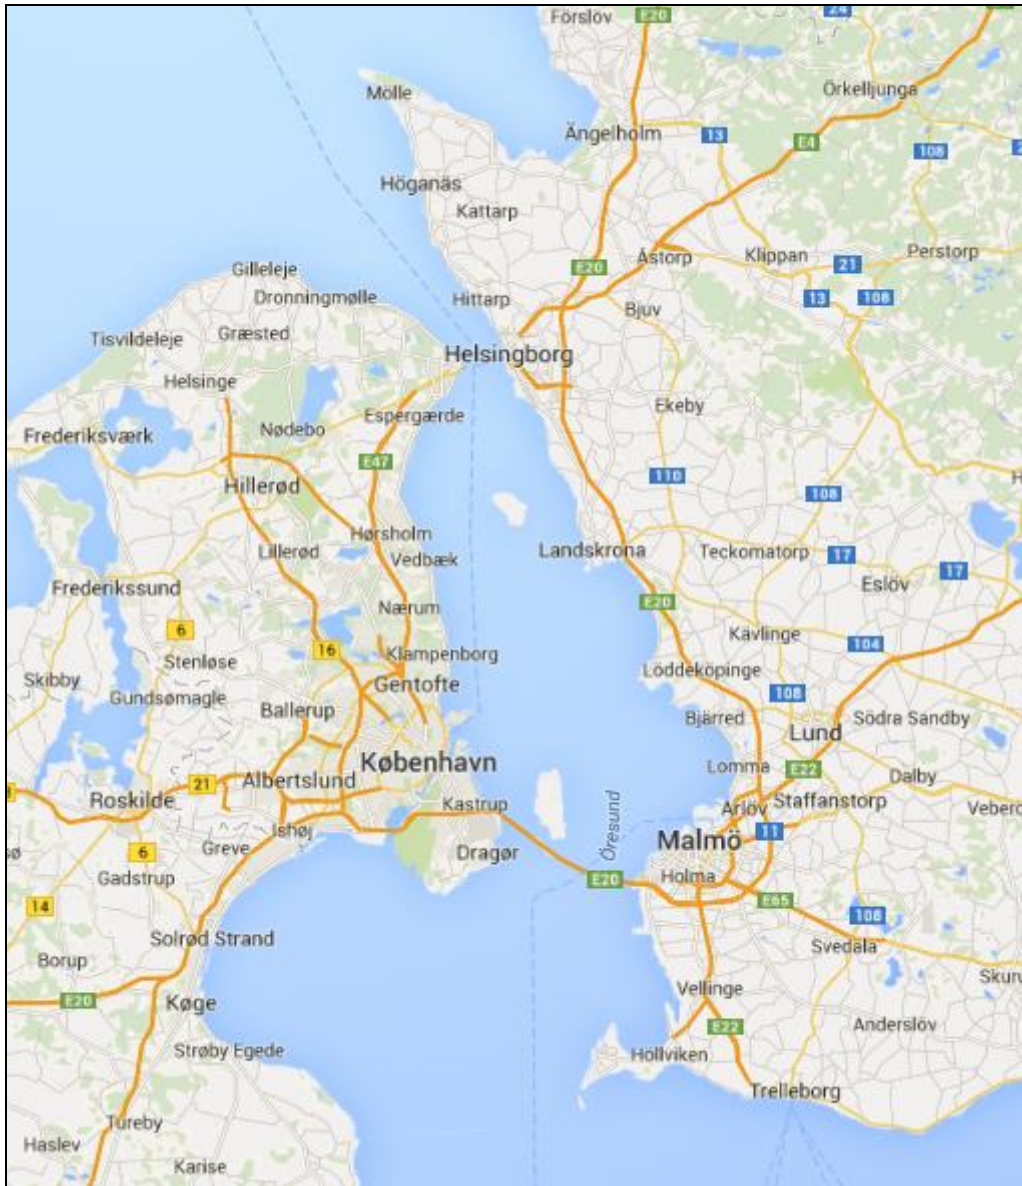 Förslöv
E20
24
Mölle
Örkelljunga
Ängelholm
13
E4
108
2
Höganäs
Kattarp
Gilleleje
E20
Åstorp
Klippan
21
Perstorp
Dronningmølle
Hittarp
Bjuv
13
108
Tisvildeleje
Græsted
Helsingborg
Helsinge
Espergærde
Ekeby
Frederiksværk
Nødebo
E47
110
Hillerød
108
H
Lillerød
Hørsholm
Vedbæk
Landskrona
Teckomatorp
17
Eslöv
17
Frederikssund
Nærum
E20
6
16
Kävlinge
104
Stenløse
Klampenborg
Skibby
Gentofte
Löddeköpinge
108
Gundsømagle
Ballerup
Bjärred
Lund
Södra Sandby
København
Lomma
E22
Dalby
Albertslund
21
Roskilde
Kastrup
Öresund
Arlöv
Staffanstorp
Vebero
Ishøj
Greve
6
Dragør
Malmö
11
Gadstrup
Holma
E20
E65
14
108
Solrød Strand
Svedala
Borup
Skuru
E20
Køge
Vellinge
E22
Anderslöv
Strøby Egede
Höllviken
Trelleborg
Tureby
Haslev
Karise